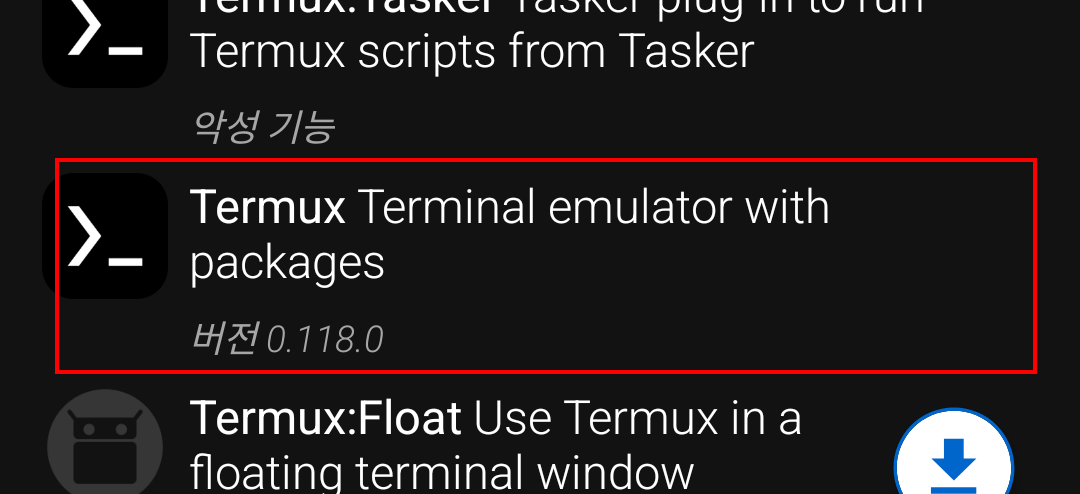 Termux:Tasker Tasker plug-in to run
Termux scripts from Tasker
악성 기능
Termux Terminal emulator with
packages
버전 0.118.0
Termux:Float Use Termux in a
floating terminal window